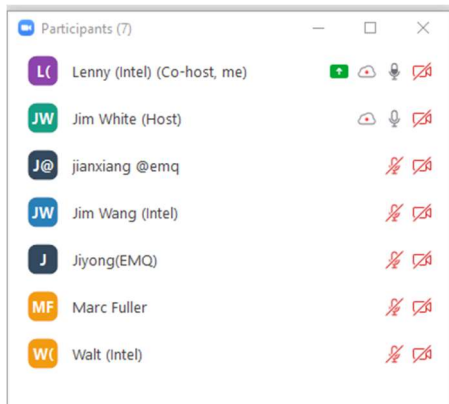 Participants (7)
L( Lenny (Intel) (Co-host, me)
JW Jim White (Host)
J@ jianxiang @emq
JW Jim Wang (Intel)
J Jiyong(EMQ)
MF Marc Fuller
W( Walt (Intel)